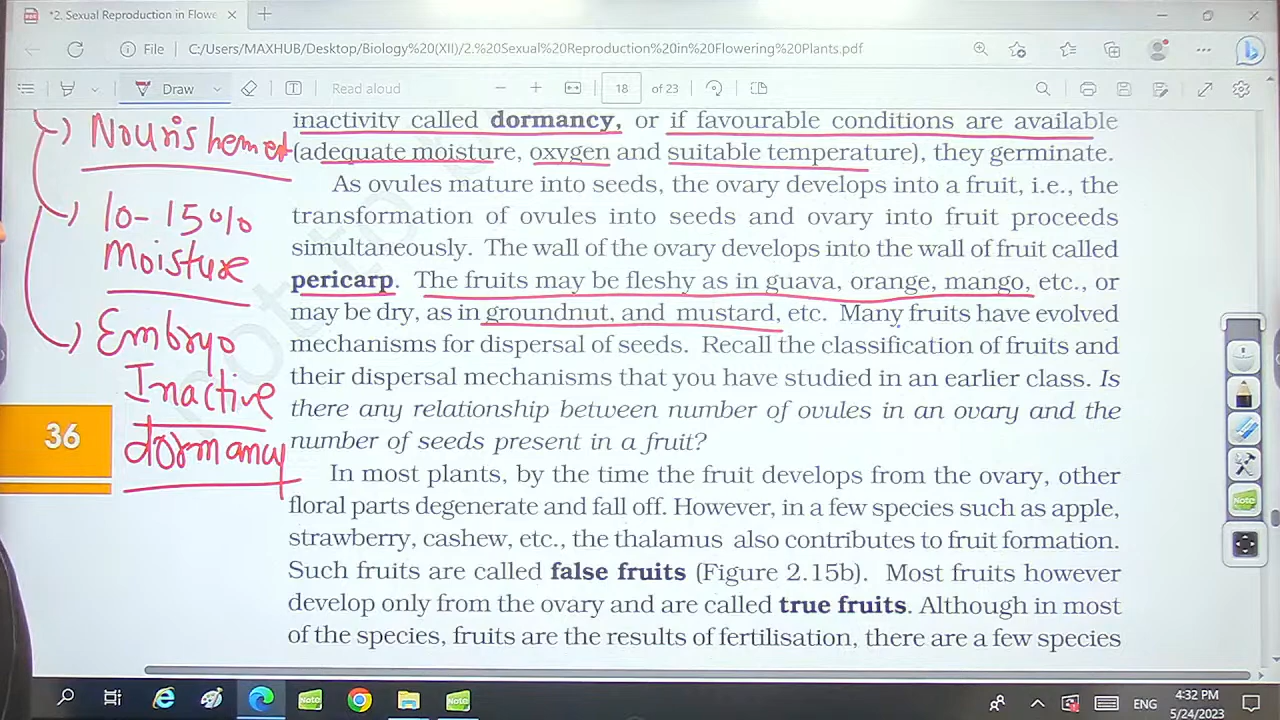 *2. Sexual Reproduction in Flowe
File
C:/Users/MAXHUB/Desktop/Biology%20(XII)/2.%20Sexual%20Reproduction%20in%20Flowering%20Plants.pdf
Draw
Read aloud
18 of 23
Nourishement
10-15%
Moisture
Embryo
Inactive
dormancy
36
inactivity called dormancy, or if favourable conditions are available
(adequate moisture, oxygen and suitable temperature), they germinate.
As ovules mature into seeds, the ovary develops into a fruit, i.e., the
transformation of ovules into seeds and ovary into fruit proceeds
simultaneously. The wall of the ovary develops into the wall of fruit called
pericarp. The fruits may be fleshy as in guava, orange, mango, etc., or
may be dry, as in groundnut, and mustard, etc. Many fruits have evolved
mechanisms for dispersal of seeds. Recall the classification of fruits and
their dispersal mechanisms that you have studied in an earlier class. Is
there any relationship between number of ovules in an ovary and the
number of seeds present in a fruit?
In most plants, by the time the fruit develops from the ovary, other
floral parts degenerate and fall off. However, in a few species such as apple,
strawberry, cashew, etc., the thalamus also contributes to fruit formation.
Such fruits are called false fruits (Figure 2.15b). Most fruits however
develop only from the ovary and are called true fruits. Although in most
of the species, fruits are the results of fertilisation, there are a few species
Note
Note
Note
ENG
4:32 PM
5/24/2023